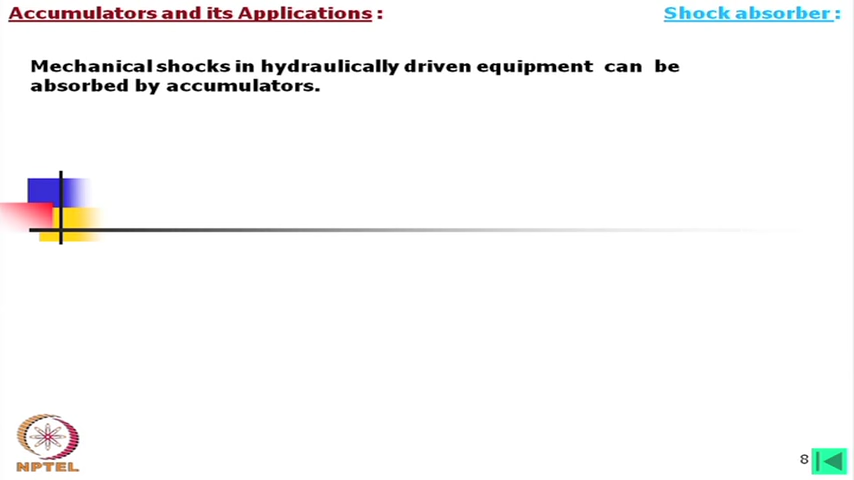 Accumulators and its Applications :
Shock absorber :
Mechanical shocks in hydraulically driven equipment can be
absorbed by accumulators.
NPTEL
8